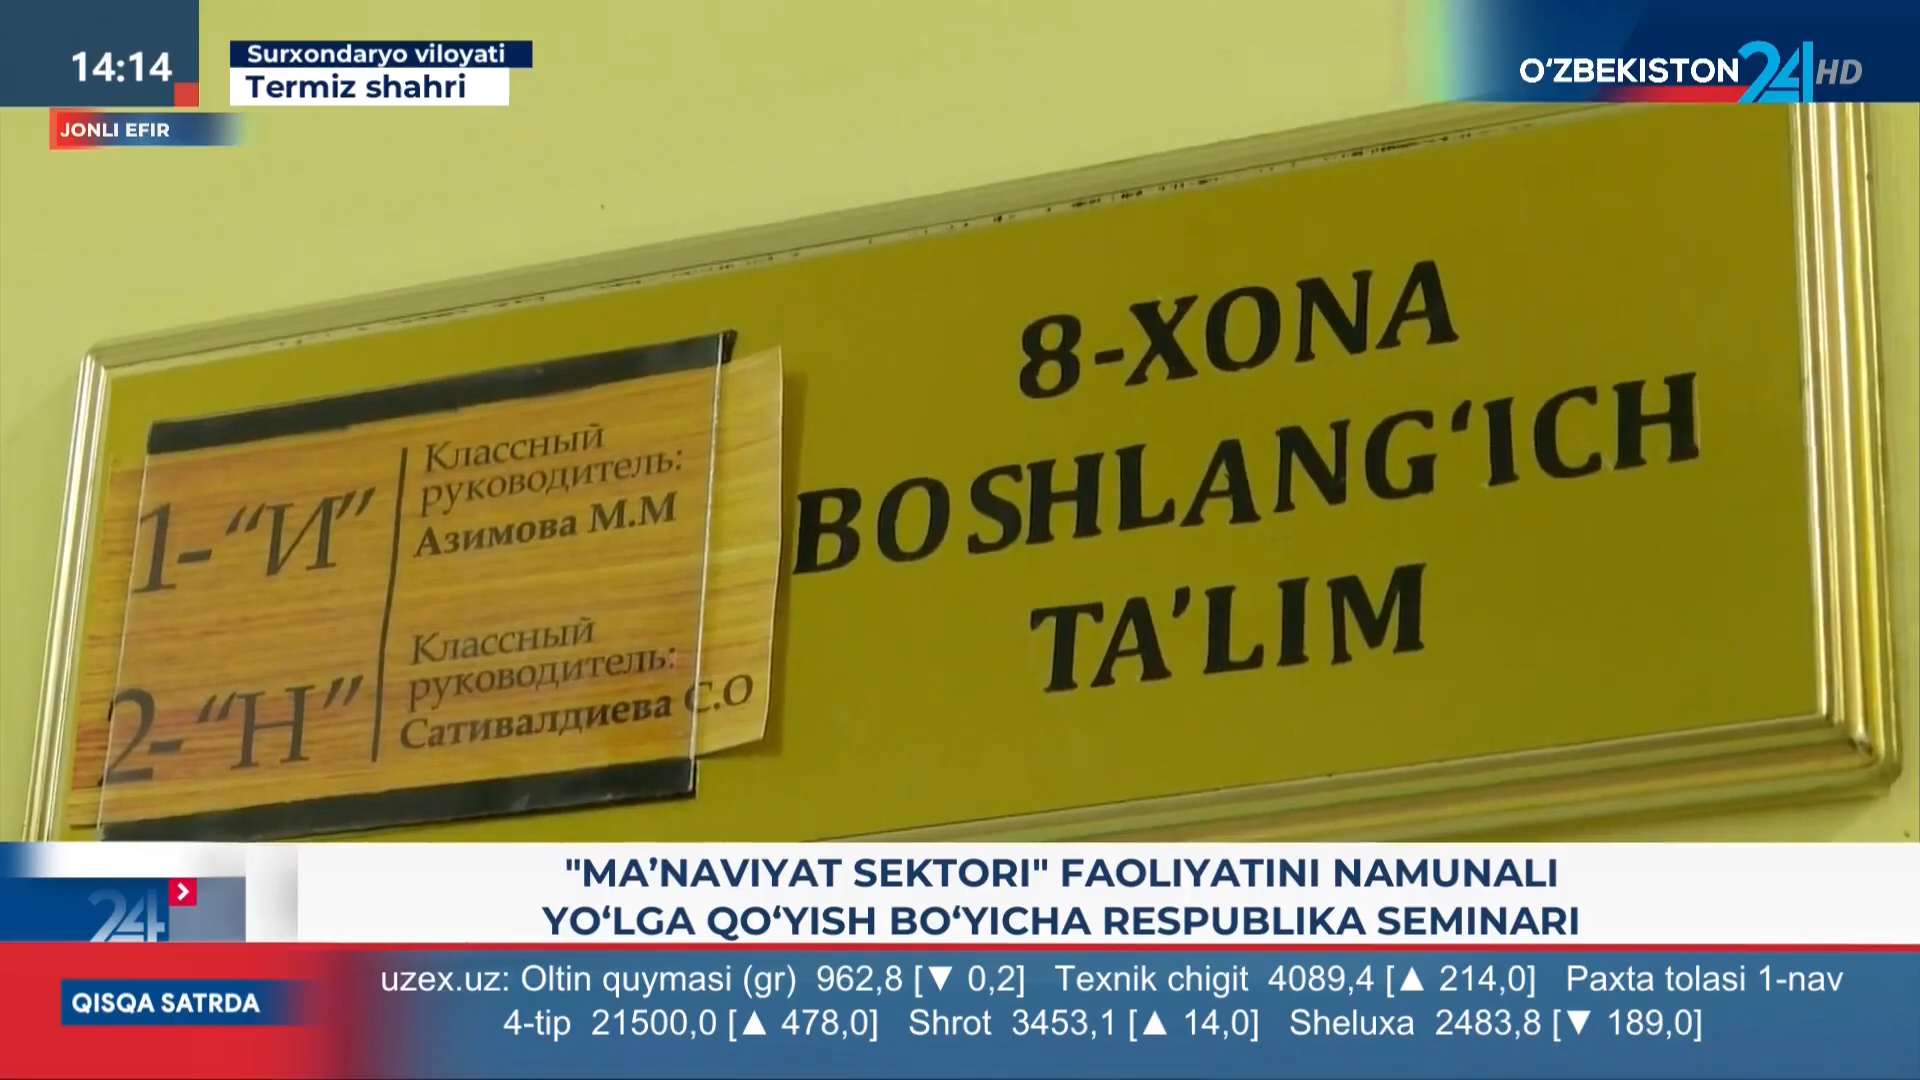 14:14
Surxondaryo viloyati
Termiz shahri
JONLI EFIR
O‘ZBEKISTON 24 HD
8-XONA
BOSHLANG‘ICH
TA’LIM
1-“И”
Классный
руководитель:
Азимова М.М
2-“Н”
Классный
руководитель:
Сативалдиева С.О
24
"MA’NAVIYAT SEKTORI" FAOLIYATINI NAMUNALI
YO‘LGA QO‘YISH BO‘YICHA RESPUBLIKA SEMINARI
QISQA SATRDA
uzex.uz: Oltin quymasi (gr) 962,8 [▼ 0,2] Texnik chigit 4089,4 [▲ 214,0] Paxta tolasi 1-nav
4-tip 21500,0 [▲ 478,0] Shrot 3453,1 [▲ 14,0] Sheluxa 2483,8 [▼ 189,0]